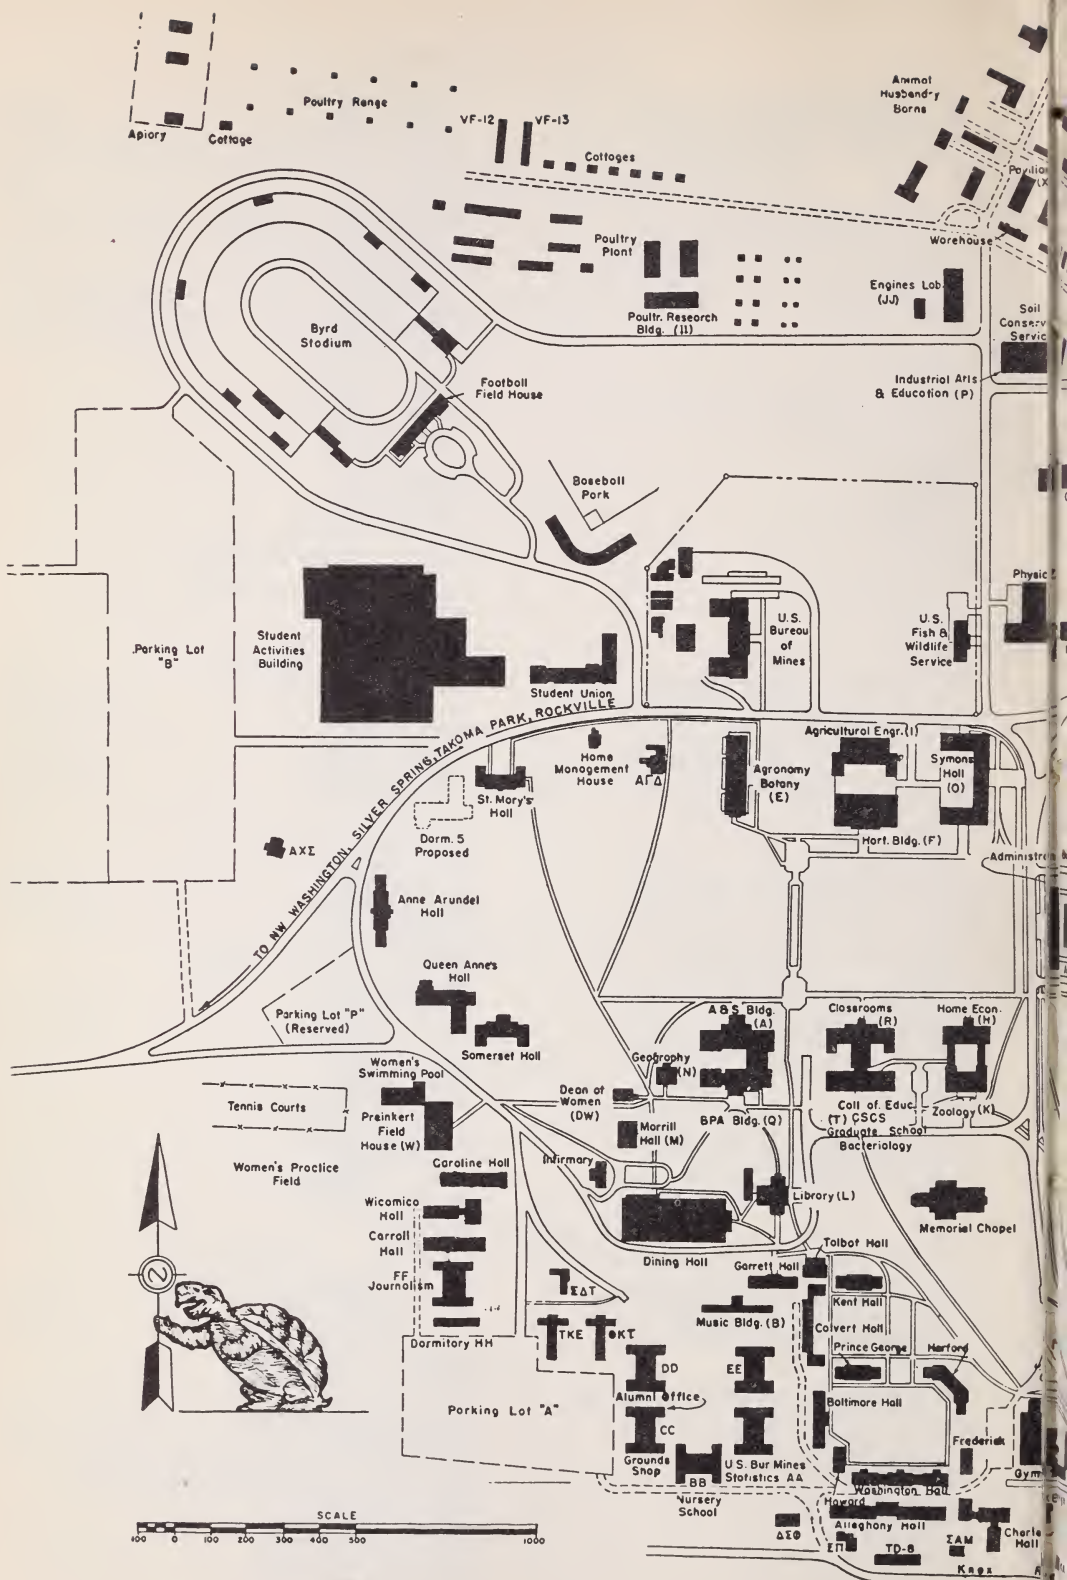 Apiary
Cottage
Poultry Range
VF-12
VF-13
Cottages
Animal
Husbandry
Barns
Warehouse
Poultry
Plant
Poultr. Research
Bldg. (II)
Engines Lab.
(JJ)
Soil
Conserv
Servic
Industrial Arts
& Education (P)
Byrd
Stadium
Football
Field House
Baseball
Park
Parking Lot
"B"
Student
Activities
Building
Student Union
U.S.
Bureau
of
Mines
U.S.
Fish &
Wildlife
Service
Physic
TO NW WASHINGTON, SILVER SPRING, TAKOMA PARK, ROCKVILLE
Home
Management
House
ΑΓΔ
St. Mary's
Hall
Dorm. 5
Proposed
ΑΧΣ
Agronomy
Botany
(E)
Agricultural Engr. (I)
Symons
Hall
(O)
Hort. Bldg. (F)
Administra
Anne Arundel
Hall
Queen Anne's
Hall
Somerset Hall
Parking Lot "P"
(Reserved)
A & S Bldg.
(A)
Classrooms
(R)
Home Econ.
(H)
Geography
(N)
Dean of
Women
(DW)
BPA Bldg. (Q)
Coll. of. Educ.
(T) CSCS
Graduate School
Bacteriology
Zoology (K)
Women's
Swimming Pool
Tennis Courts
Preinkert
Field
House (W)
Morrill
Hall (M)
Women's Practice
Field
Caroline Hall
Infirmary
Library (L)
Memorial Chapel
Wicomico
Hall
Carroll
Hall
FF
Journalism
Dining Hall
Talbot Hall
Garrett Hall
Kent Hall
ΣΔΤ
Music Bldg. (B)
Calvert Hall
Dormitory HH
TKE
ΦΚΤ
Prince George
Harford
DD
EE
Alumni Office
Parking Lot "A"
CC
Baltimore Hall
Grounds
Shop
BB
U.S. Bur Mines
Statistics AA
Frederick
Gym
Nursery
School
Washington Hall
Howard
Alleghany Hall
ΔΣΦ
ΣΠ
TD-8
ΣΑΜ
Charle
Hall
Knox
SCALE
100 0 100 200 300 400 500 1000